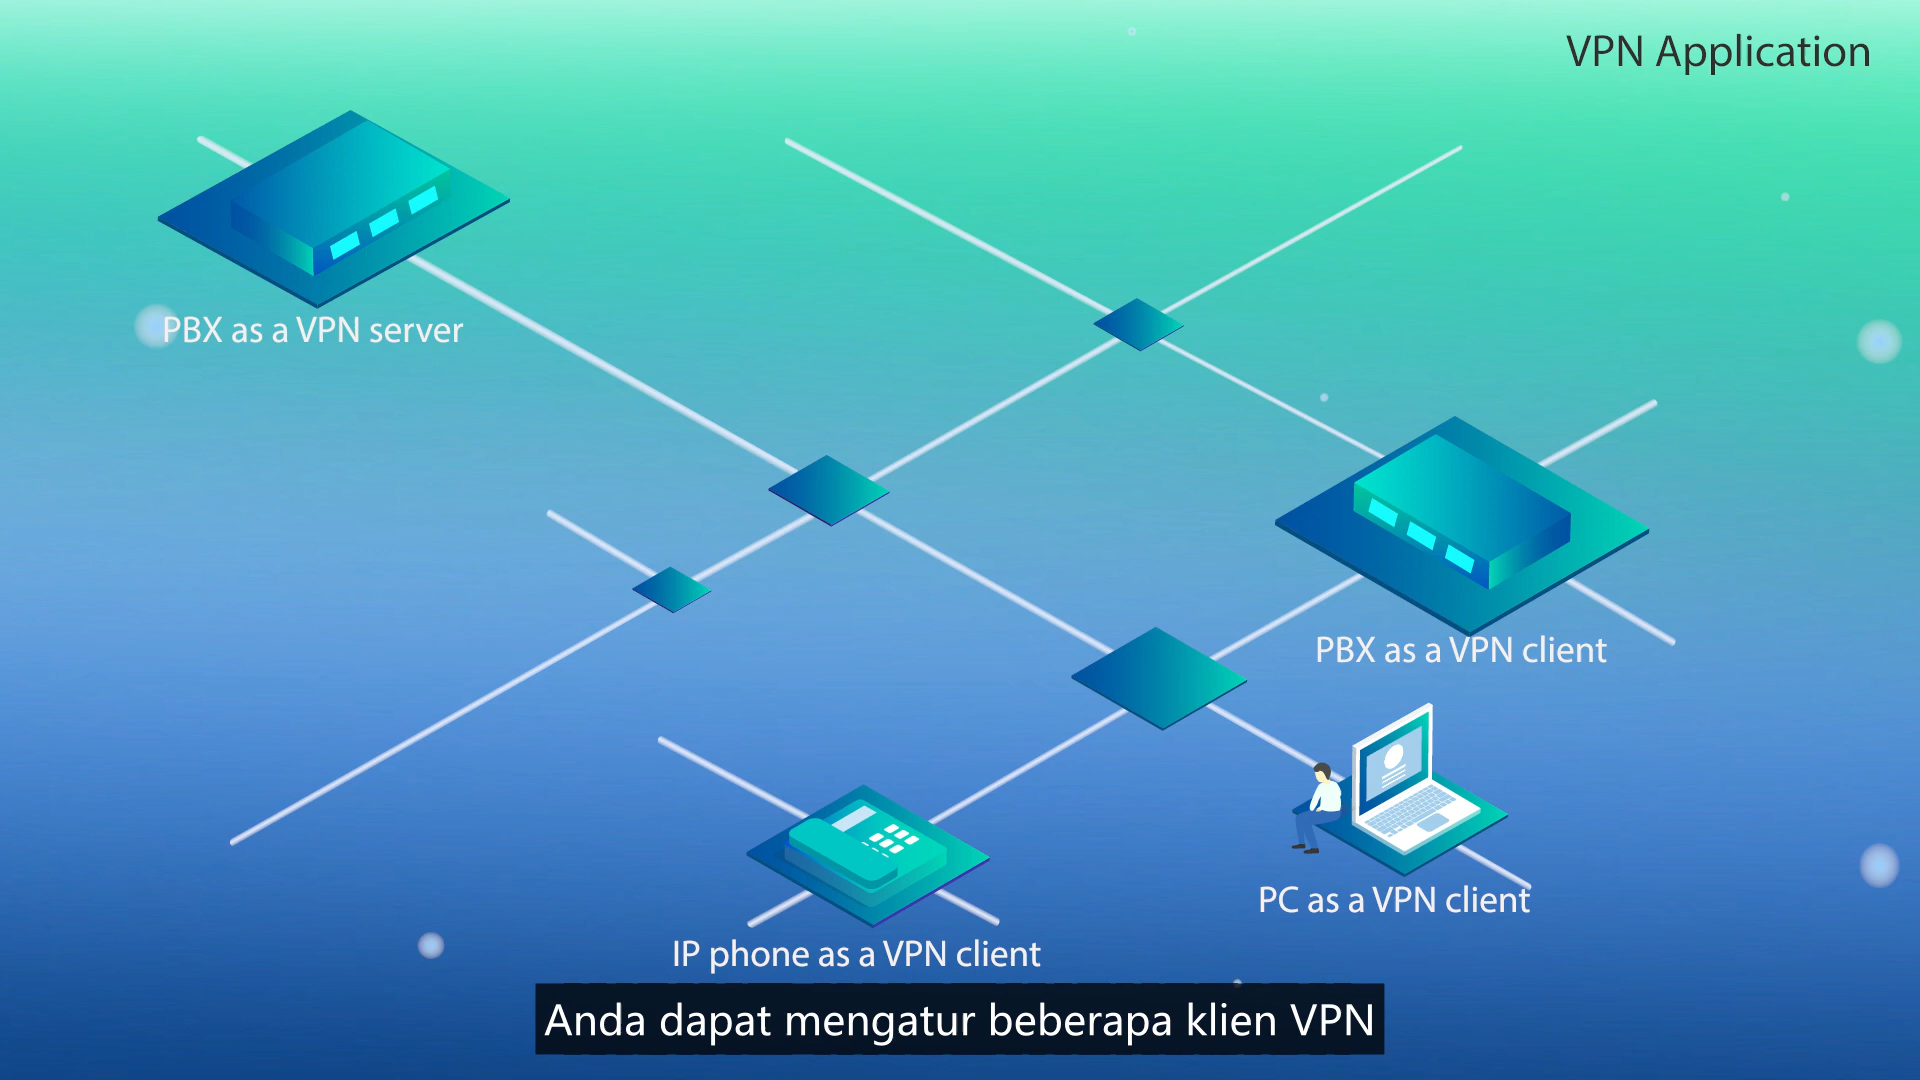 VPN Application
PBX as a VPN server
PBX as a VPN client
PC as a VPN client
IP phone as a VPN client
Anda dapat mengatur beberapa klien VPN